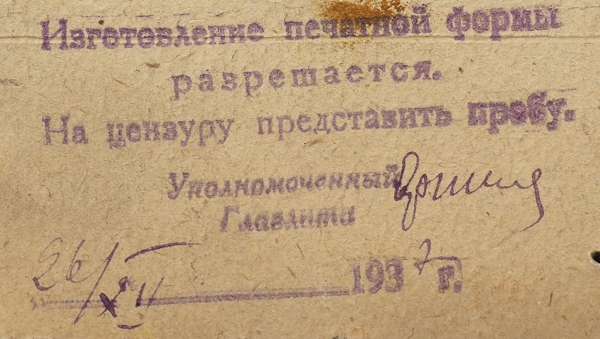 Изготовление печатной формы
разрешается.
На цензуру представить пробу.
Уполномоченный
Главлита
26/XII 1937 г.